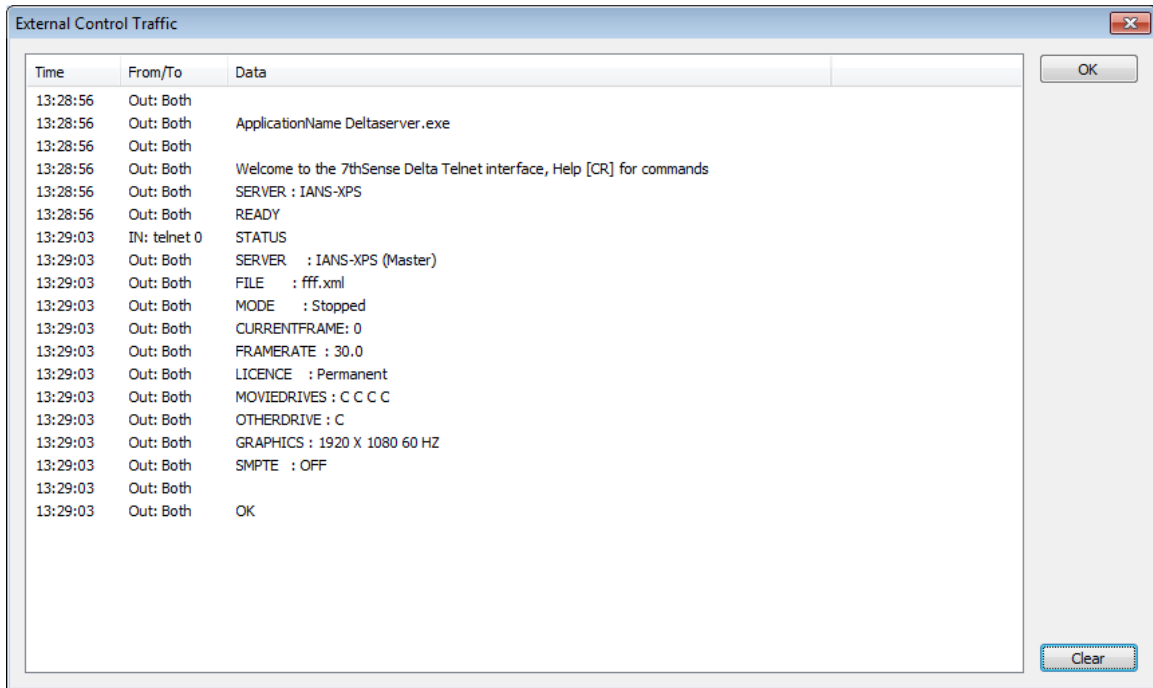 External Control Traffic
Time From/To Data
OK
13:28:56 Out: Both
13:28:56 Out: Both ApplicationName Deltaserver.exe
13:28:56 Out: Both
13:28:56 Out: Both Welcome to the 7thSense Delta Telnet interface, Help [CR] for commands
13:28:56 Out: Both SERVER : IANS-XPS
13:28:56 Out: Both READY
13:29:03 IN: telnet 0 STATUS
13:29:03 Out: Both SERVER : IANS-XPS (Master)
13:29:03 Out: Both FILE : fff.xml
13:29:03 Out: Both MODE : Stopped
13:29:03 Out: Both CURRENTFRAME: 0
13:29:03 Out: Both FRAMERATE : 30.0
13:29:03 Out: Both LICENCE : Permanent
13:29:03 Out: Both MOVIEDRIVES : C C C C
13:29:03 Out: Both OTHERDRIVE : C
13:29:03 Out: Both GRAPHICS : 1920 X 1080 60 HZ
13:29:03 Out: Both SMPTE : OFF
13:29:03 Out: Both
13:29:03 Out: Both OK
Clear